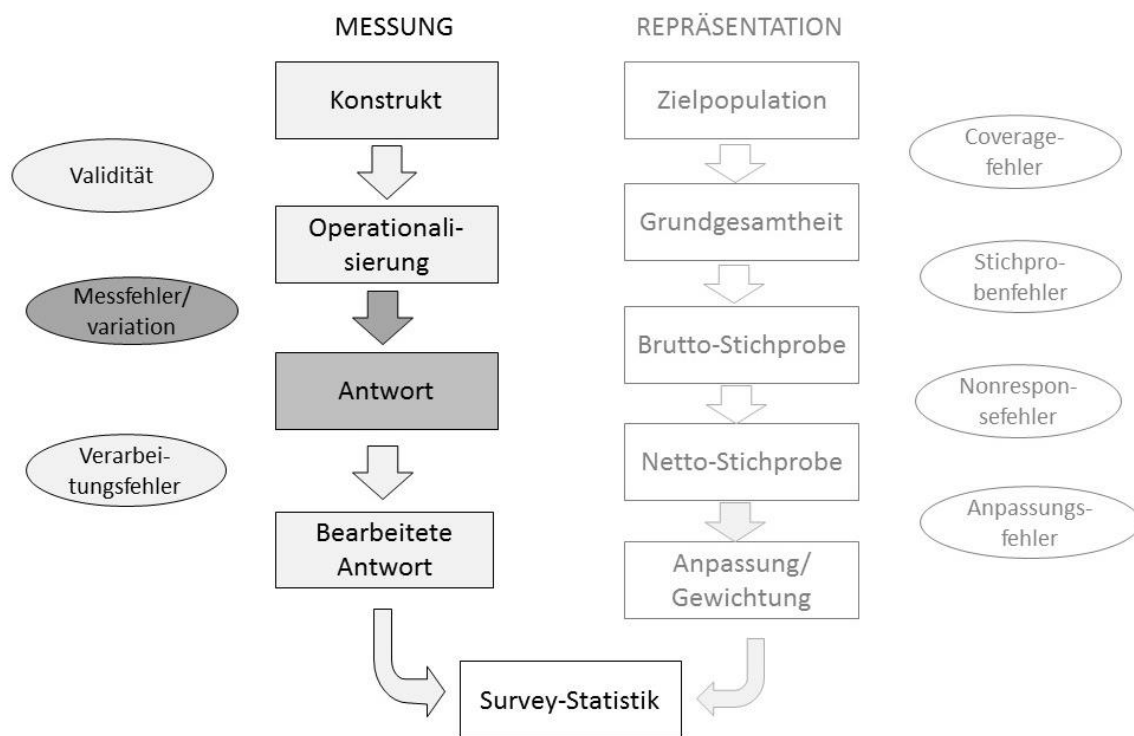 MESSUNG
Konstrukt
Validität
Operationali-
sierung
Messfehler/
variation
Antwort
Verarbei-
tungsfehler
Bearbeitete
Antwort
REPRÄSENTATION
Zielpopulation
Coverage-
fehler
Grundgesamtheit
Stichpro-
benfehler
Brutto-Stichprobe
Nonrespon-
sefehler
Netto-Stichprobe
Anpassungs-
fehler
Anpassung/
Gewichtung
Survey-Statistik